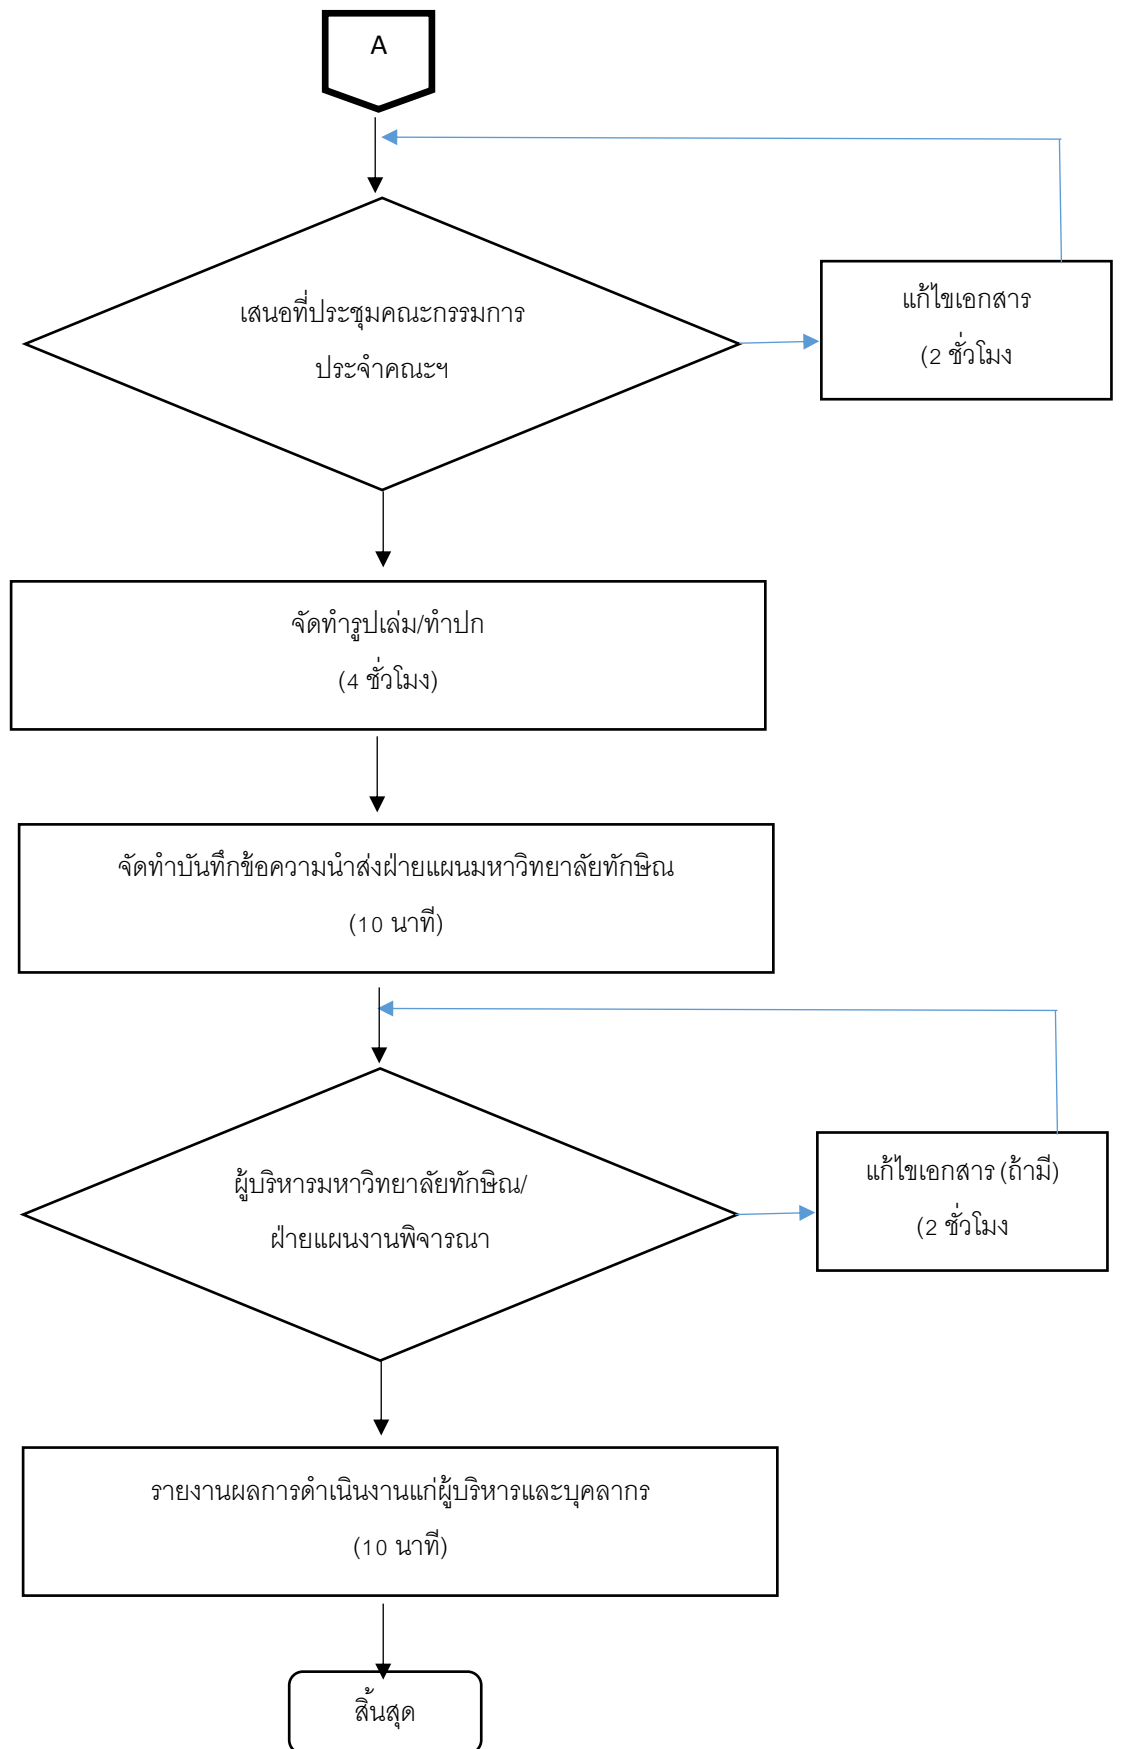 A
เสนอที่ประชุมคณะกรรมการ
ประจำคณะฯ
แก้ไขเอกสาร
(2 ชั่วโมง
จัดทำรูปเล่ม/ทำปก
(4 ชั่วโมง)
จัดทำบันทึกข้อความนำส่งฝ่ายแผนมหาวิทยาลัยทักษิณ
(10 นาที)
ผู้บริหารมหาวิทยาลัยทักษิณ/
ฝ่ายแผนงานพิจารณา
แก้ไขเอกสาร (ถ้ามี)
(2 ชั่วโมง
รายงานผลการดำเนินงานแก่ผู้บริหารและบุคลากร
(10 นาที)
สิ้นสุด